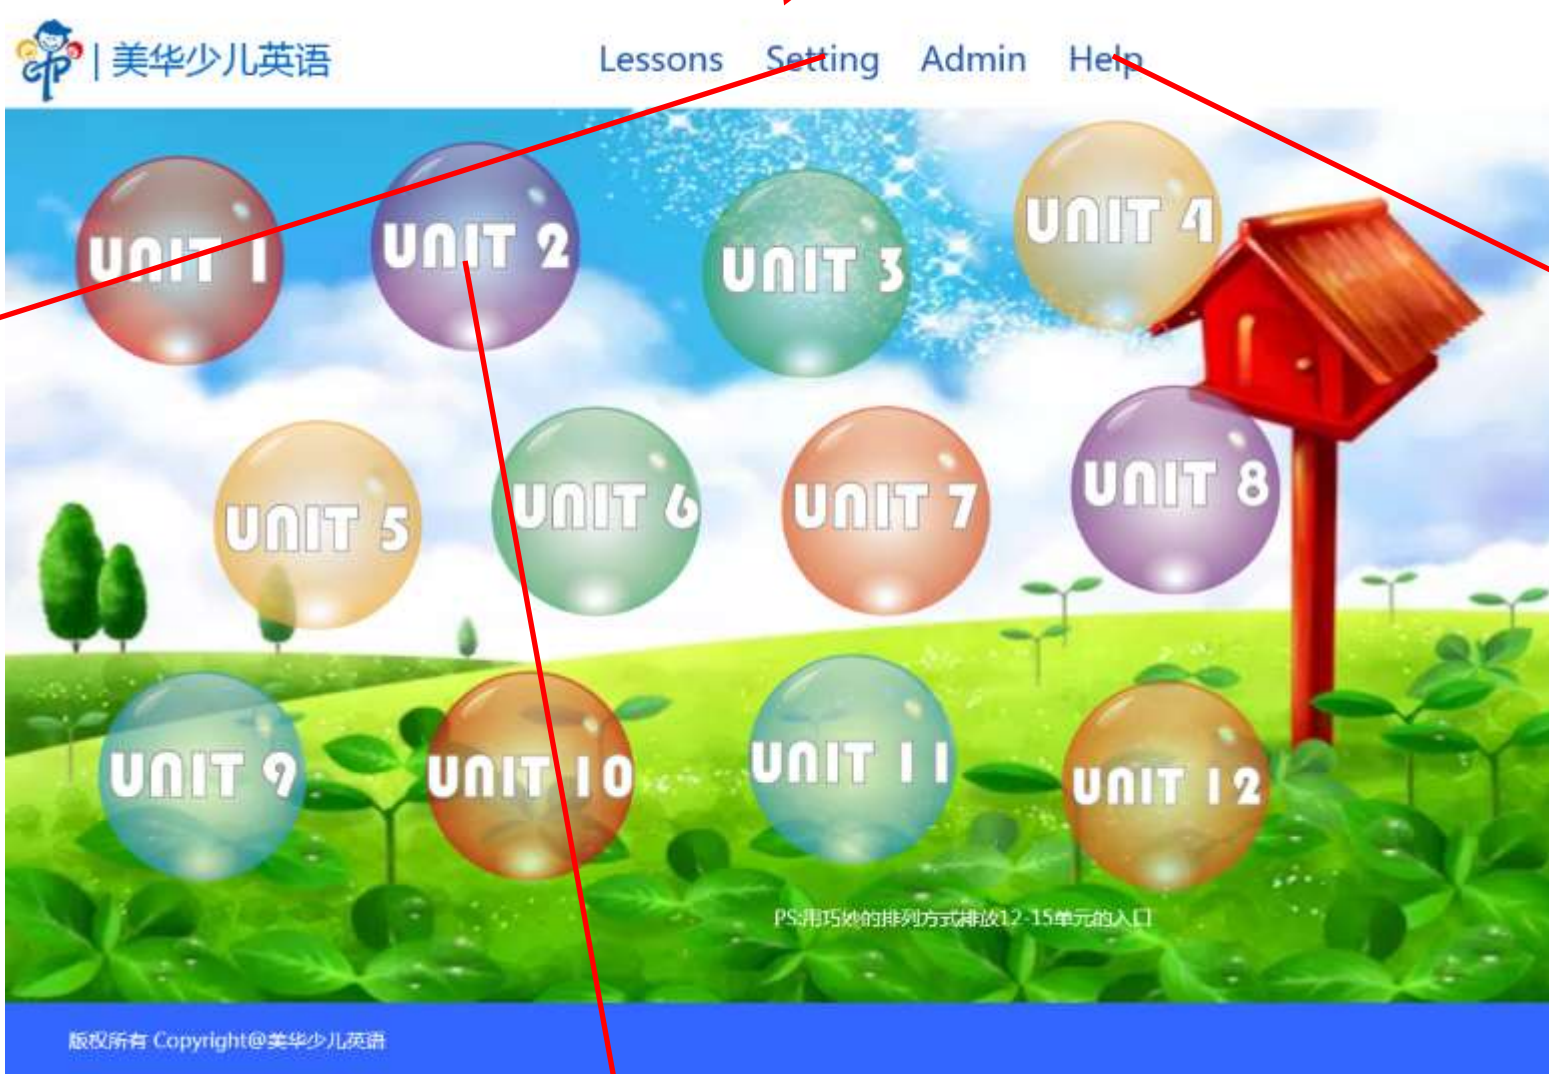 美华少儿英语
Lessons Setting Admin Help
UNIT 1
UNIT 2
UNIT 3
UNIT 4
UNIT 5
UNIT 6
UNIT 7
UNIT 8
UNIT 9
UNIT 10
UNIT 11
UNIT 12
PS:用巧妙的排列方式排放12-15单元的入口
版权所有 Copyright@美华少儿英语